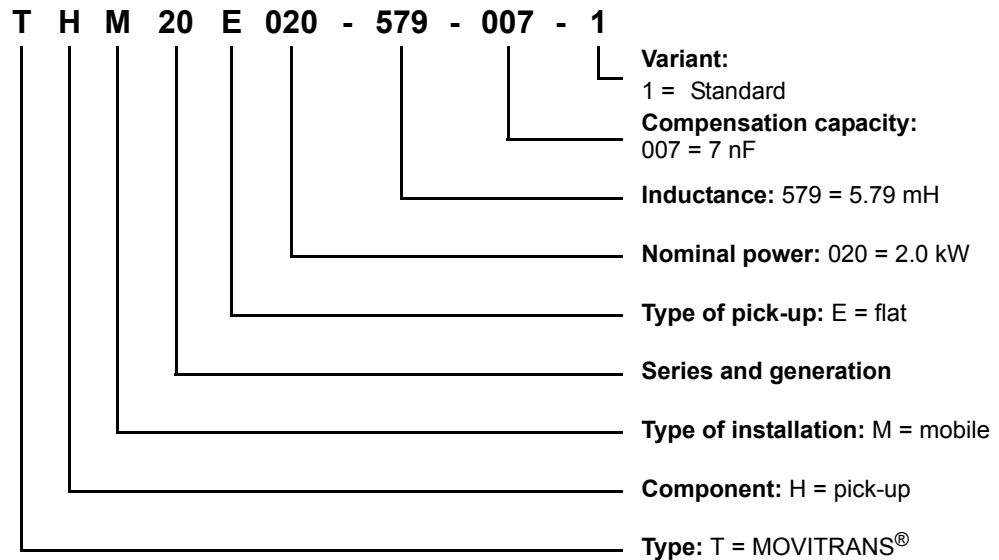 T H M 20 E 020 - 579 - 007 - 1
Variant:
1 = Standard
Compensation capacity:
007 = 7 nF
Inductance: 579 = 5.79 mH
Nominal power: 020 = 2.0 kW
Type of pick-up: E = flat
Series and generation
Type of installation: M = mobile
Component: H = pick-up
Type: T = MOVITRANS®